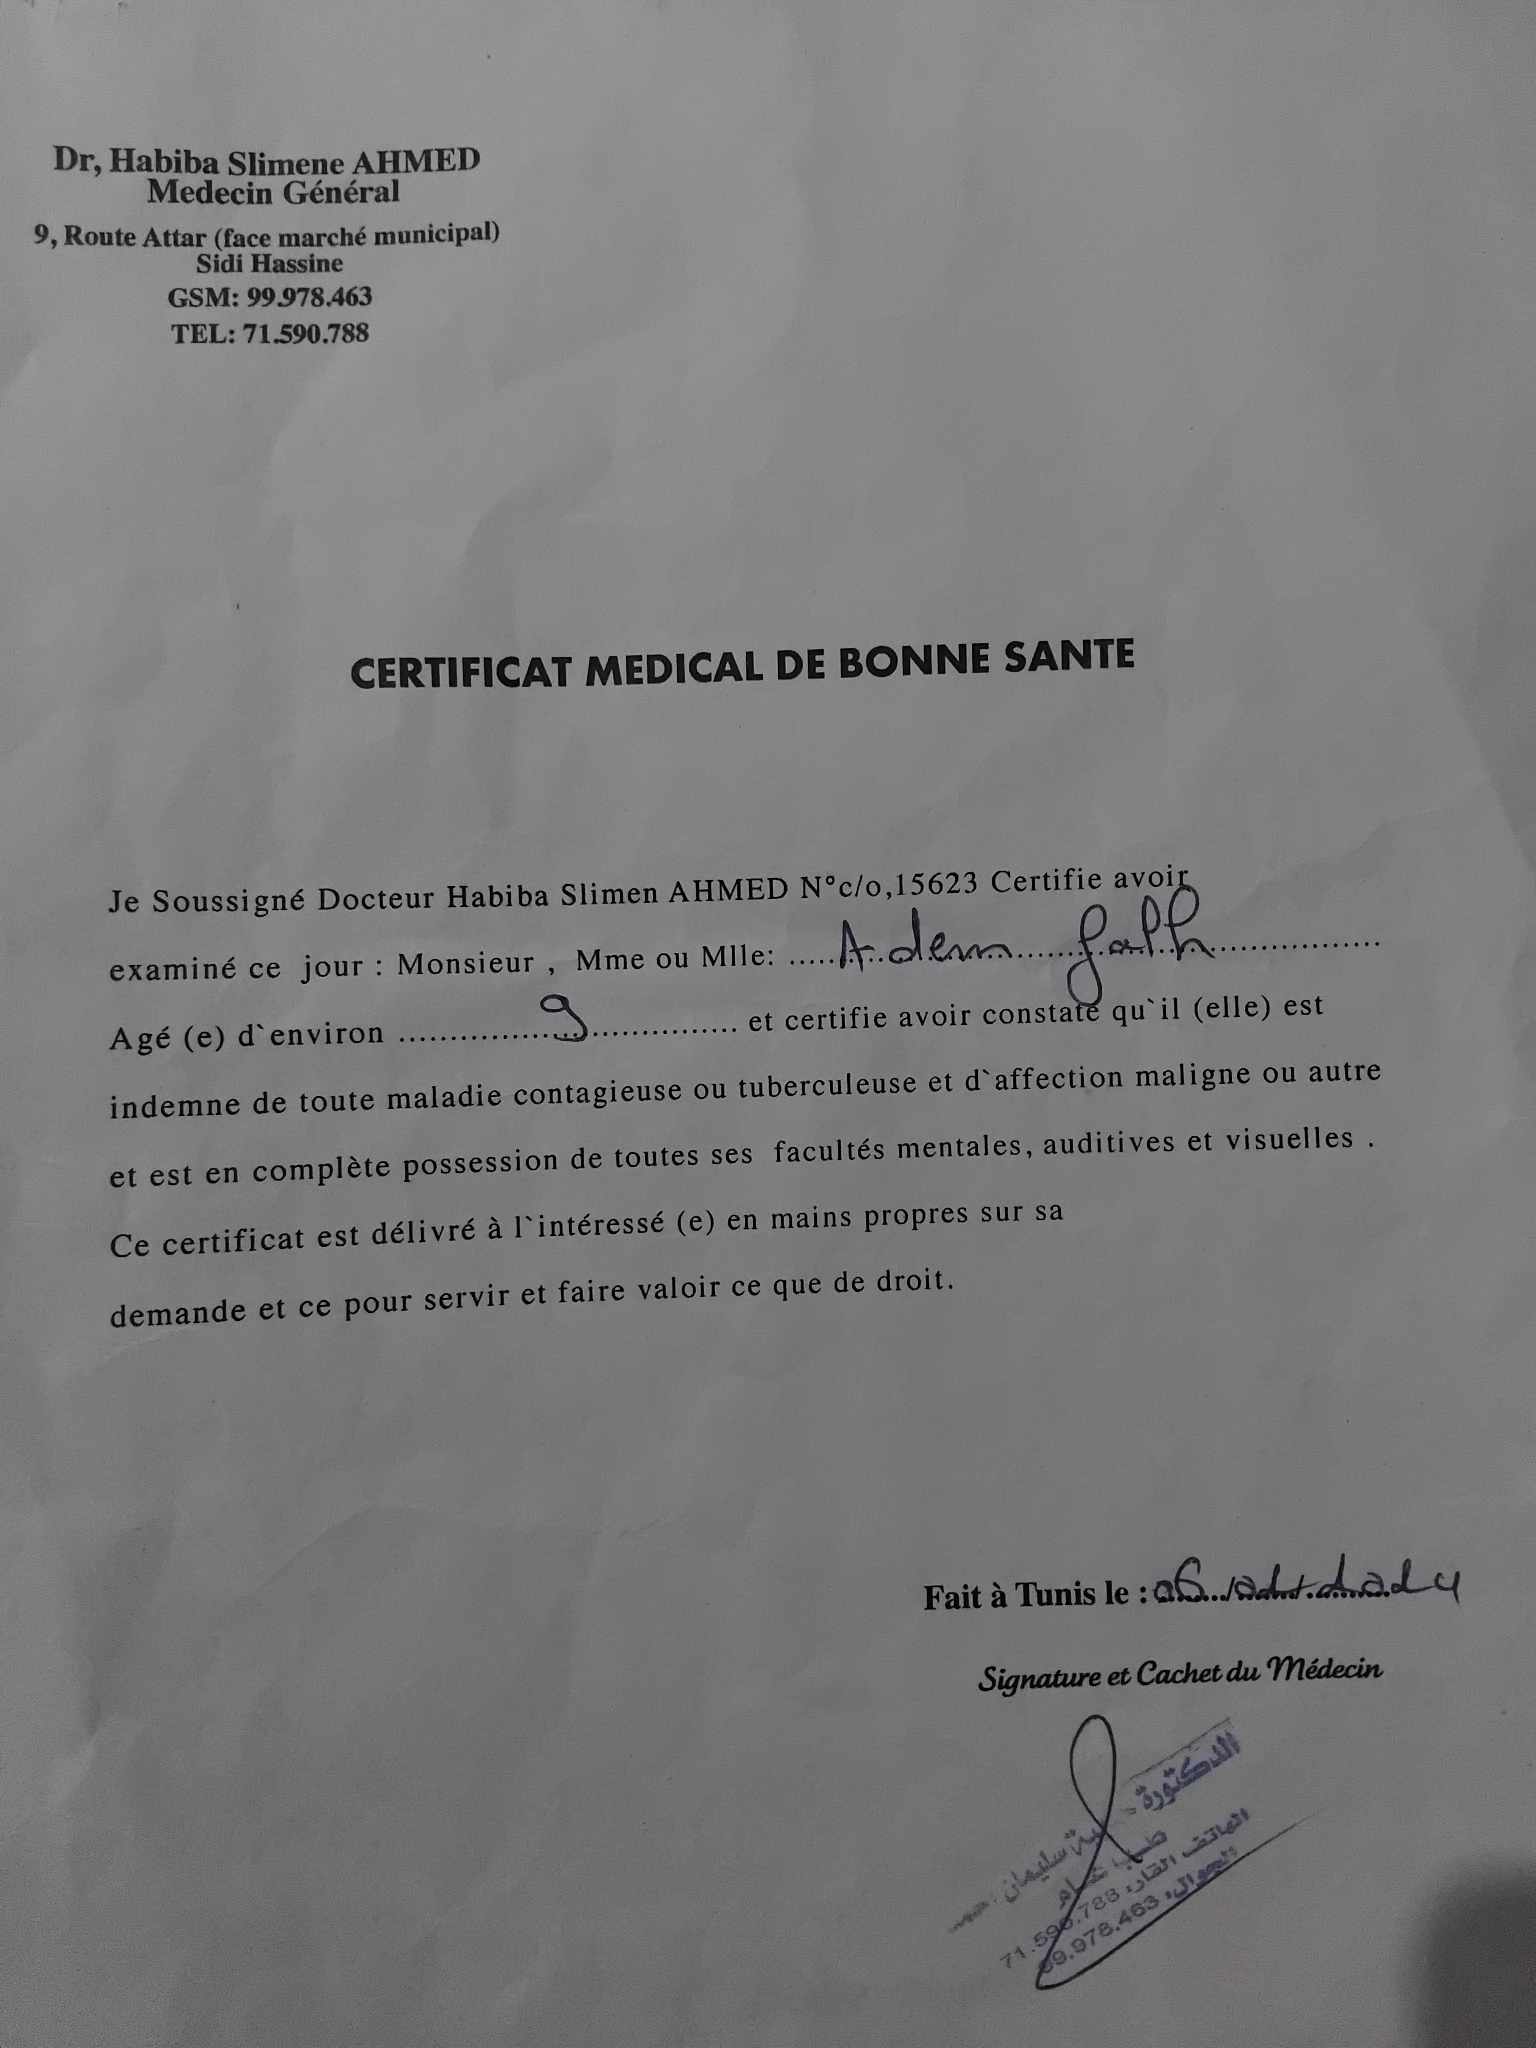 Dr, Habiba Slimene AHMED
Medecin Général
9, Route Attar (face marché municipal)
Sidi Hassine
GSM: 99.978.463
TEL: 71.590.788
CERTIFICAT MEDICAL DE BONNE SANTE
Je Soussigné Docteur Habiba Slimen AHMED N°c/o,15623 Certifie avoir
examiné ce jour : Monsieur , Mme ou Mlle: ..... Adem ..................
Agé (e) d`environ ............... 9 ............... et certifie avoir constaté qu`il (elle) est
indemne de toute maladie contagieuse ou tuberculeuse et d`affection maligne ou autre
et est en complète possession de toutes ses facultés mentales, auditives et visuelles .
Ce certificat est délivré à l`intéressé (e) en mains propres sur sa
demande et ce pour servir et faire valoir ce que de droit.
Fait à Tunis le :
Signature et Cachet du Médecin
الدكتورة سليمان
طب عام
الهاتف القار: 71.590.788
الجوال: 99.978.463